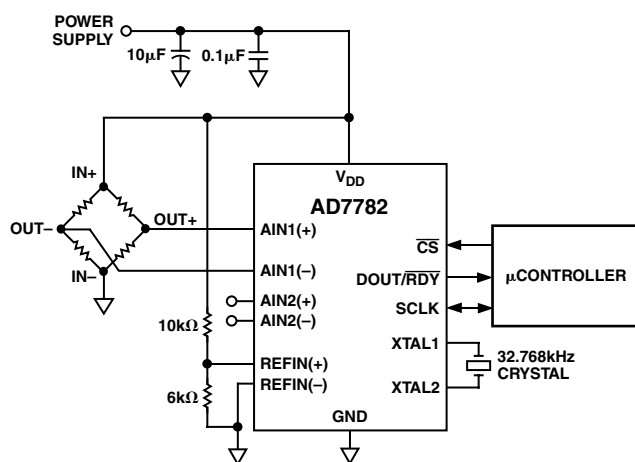 POWER
SUPPLY
10µF
0.1µF
IN+
OUT–
OUT+
IN–
VDD
AD7782
AIN1(+)
AIN1(–)
AIN2(+)
AIN2(–)
10kΩ
REFIN(+)
REFIN(–)
6kΩ
GND
CS
DOUT/RDY
SCLK
µCONTROLLER
XTAL1
XTAL2
32.768kHz
CRYSTAL